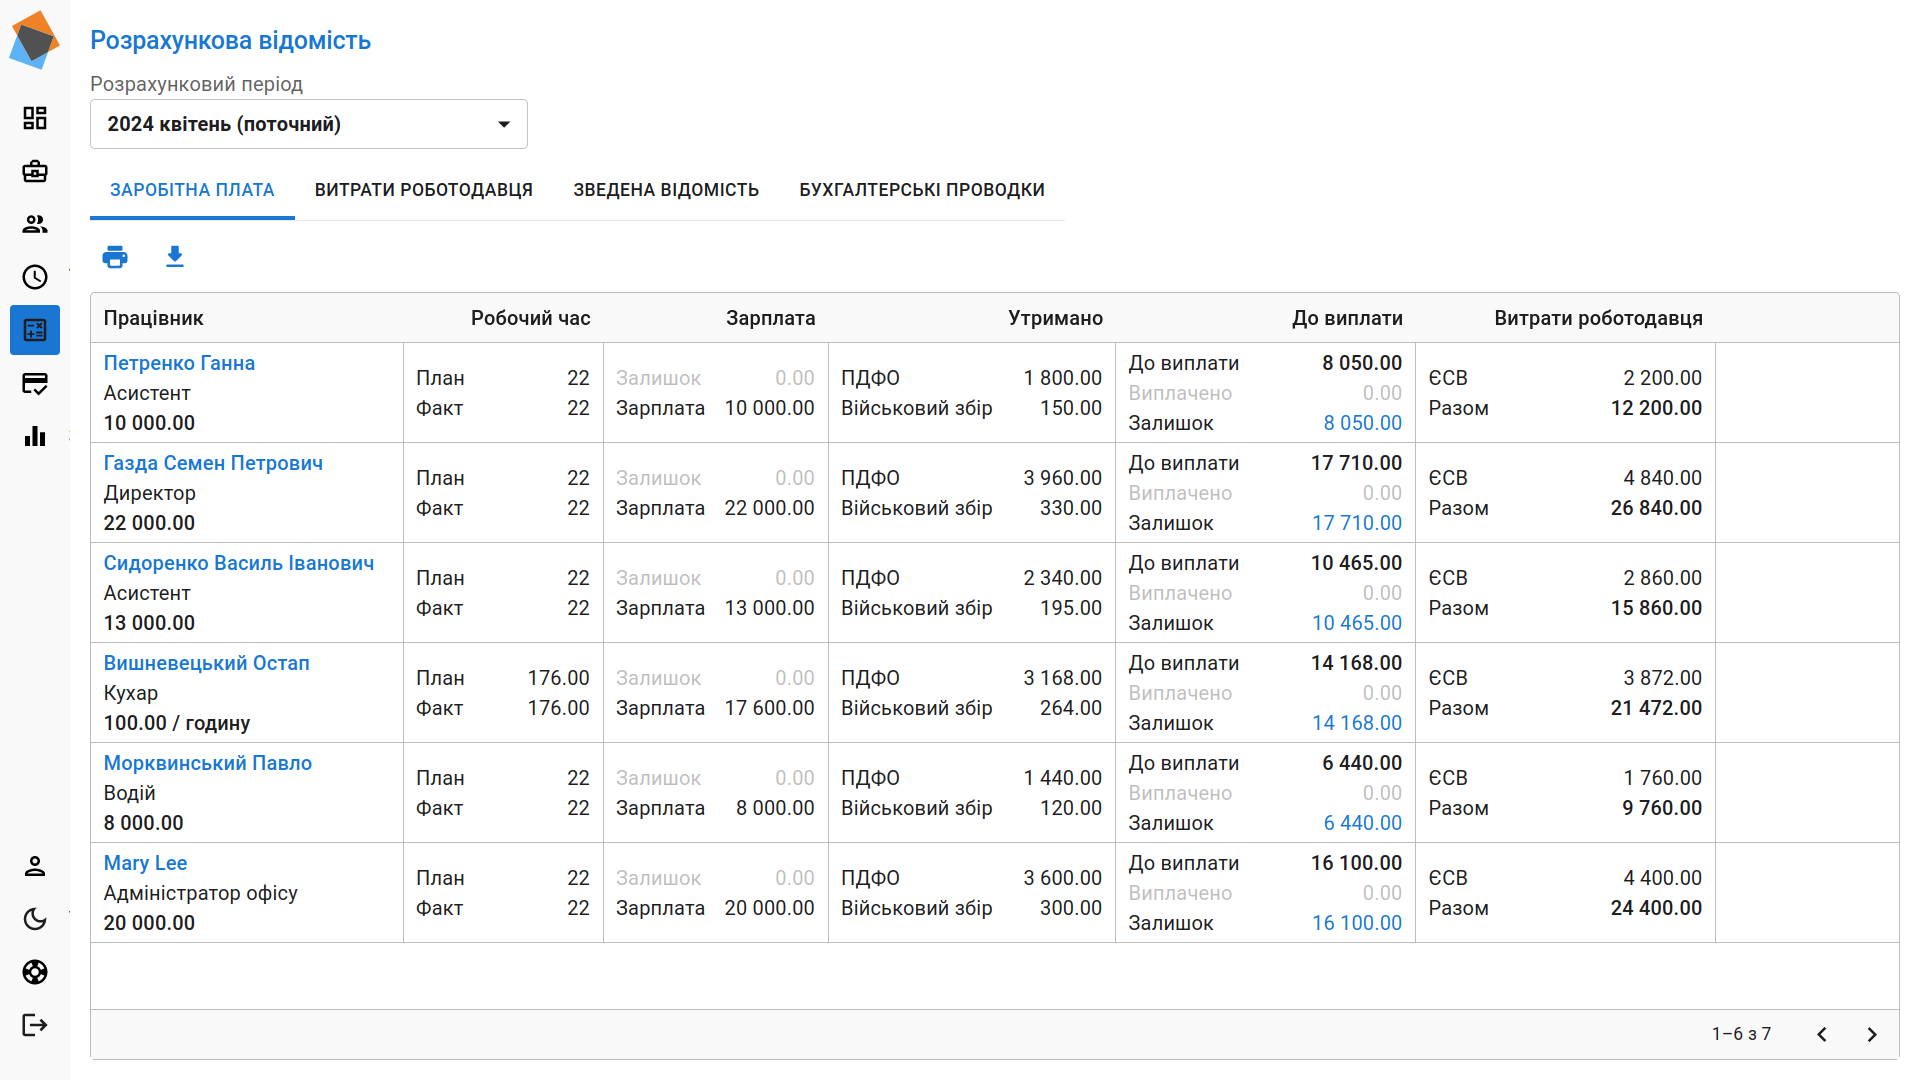 Розрахункова відомість
Розрахунковий період
2024 квітень (поточний)
ЗАРОБІТНА ПЛАТА ВИТРАТИ РОБОТОДАВЦЯ ЗВЕДЕНА ВІДОМІСТЬ БУХГАЛТЕРСЬКІ ПРОВОДКИ
Працівник Робочий час Зарплата Утримано До виплати Витрати роботодавця
Петренко Ганна
Асистент
10 000.00
План 22
Факт 22
Залишок 0.00
Зарплата 10 000.00
ПДФО 1 800.00
Військовий збір 150.00
До виплати 8 050.00
Виплачено 0.00
Залишок 8 050.00
ЄСВ 2 200.00
Разом 12 200.00
Газда Семен Петрович
Директор
22 000.00
План 22
Факт 22
Залишок 0.00
Зарплата 22 000.00
ПДФО 3 960.00
Військовий збір 330.00
До виплати 17 710.00
Виплачено 0.00
Залишок 17 710.00
ЄСВ 4 840.00
Разом 26 840.00
Сидоренко Василь Іванович
Асистент
13 000.00
План 22
Факт 22
Залишок 0.00
Зарплата 13 000.00
ПДФО 2 340.00
Військовий збір 195.00
До виплати 10 465.00
Виплачено 0.00
Залишок 10 465.00
ЄСВ 2 860.00
Разом 15 860.00
Вишневецький Остап
Кухар
100.00 / годину
План 176.00
Факт 176.00
Залишок 0.00
Зарплата 17 600.00
ПДФО 3 168.00
Військовий збір 264.00
До виплати 14 168.00
Виплачено 0.00
Залишок 14 168.00
ЄСВ 3 872.00
Разом 21 472.00
Морквинський Павло
Водій
8 000.00
План 22
Факт 22
Залишок 0.00
Зарплата 8 000.00
ПДФО 1 440.00
Військовий збір 120.00
До виплати 6 440.00
Виплачено 0.00
Залишок 6 440.00
ЄСВ 1 760.00
Разом 9 760.00
Mary Lee
Адміністратор офісу
20 000.00
План 22
Факт 22
Залишок 0.00
Зарплата 20 000.00
ПДФО 3 600.00
Військовий збір 300.00
До виплати 16 100.00
Виплачено 0.00
Залишок 16 100.00
ЄСВ 4 400.00
Разом 24 400.00
1–6 з 7